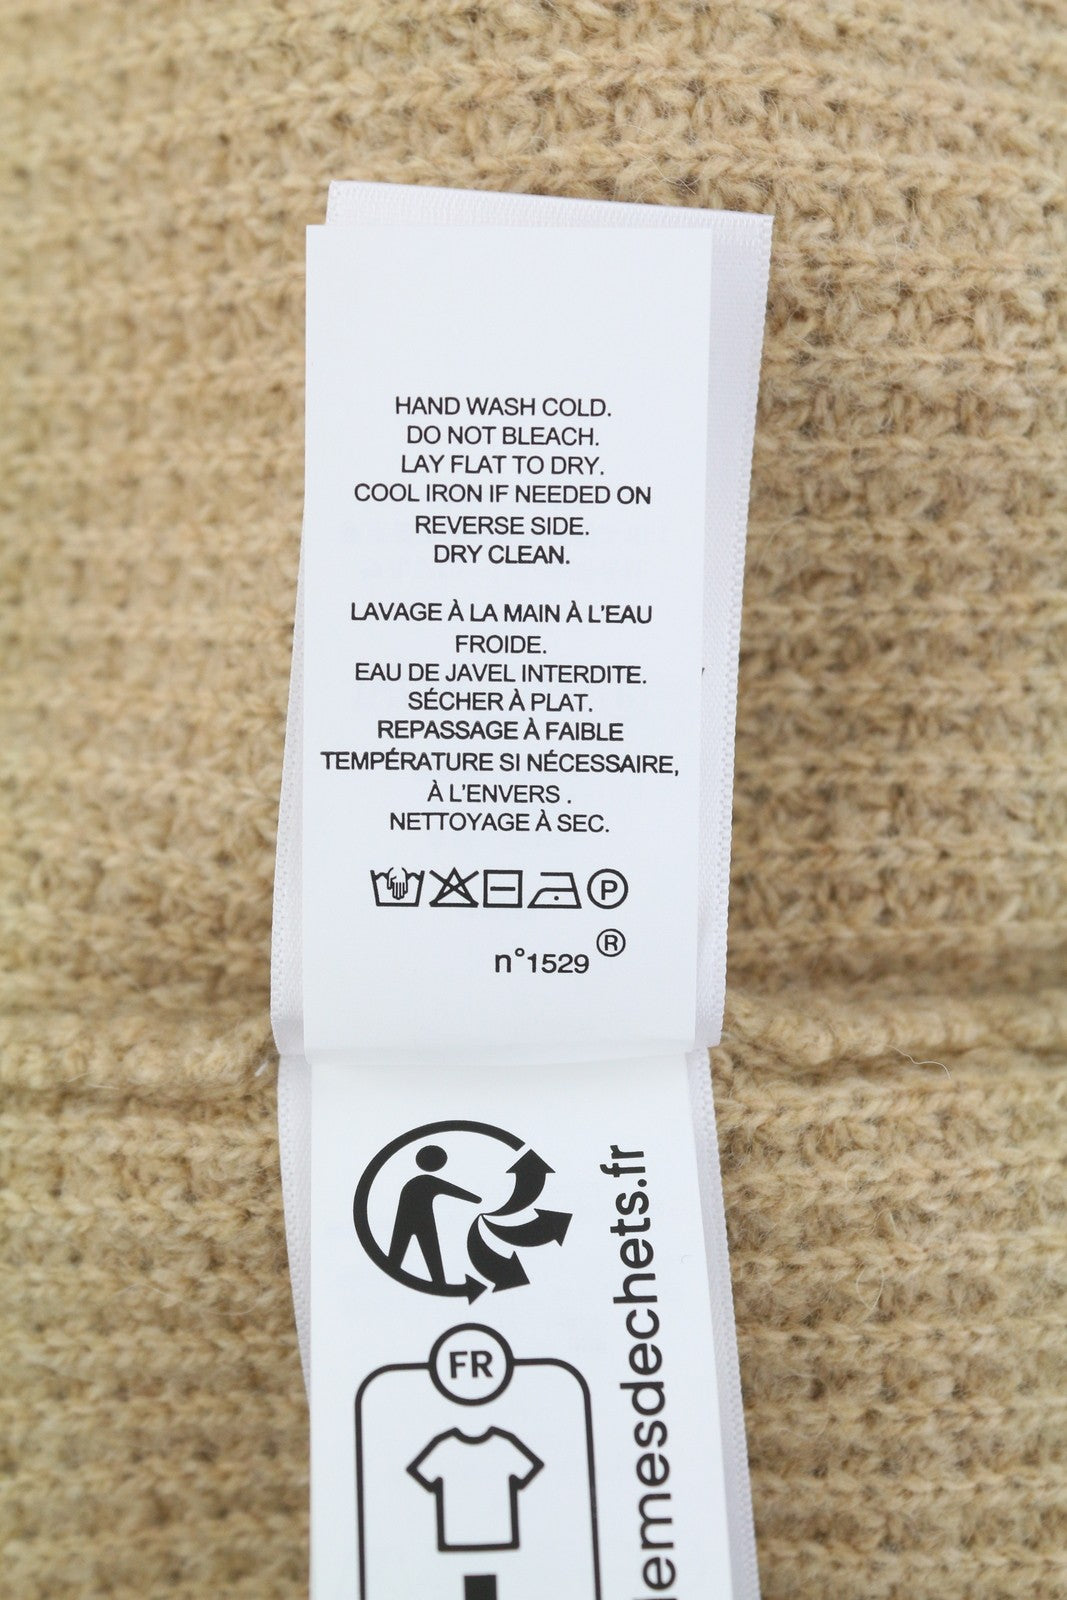 HAND WASH COLD.
DO NOT BLEACH.
LAY FLAT TO DRY.
COOL IRON IF NEEDED ON
REVERSE SIDE.
DRY CLEAN.
LAVAGE À LA MAIN À L'EAU
FROIDE.
EAU DE JAVEL INTERDITE.
SÉCHER À PLAT.
REPASSAGE À FAIBLE
TEMPÉRATURE SI NÉCESSAIRE,
À L'ENVERS .
NETTOYAGE À SEC.
P
n°1529 ®
FR
emesdechets.fr